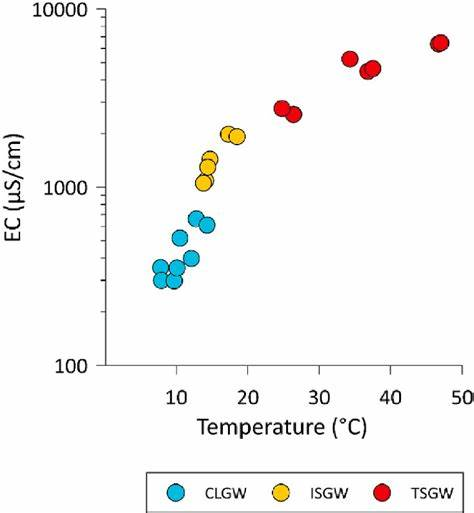 10000
1000
100
EC (µS/cm)
10 20 30 40 50
Temperature (°C)
CLGW ISGW TSGW